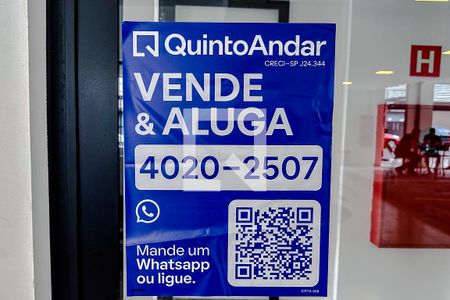 QuintoAndar
CRECI-SP J24.344
VENDE
& ALUGA
4020-2507
Mande um
Whatsapp
ou ligue.
H